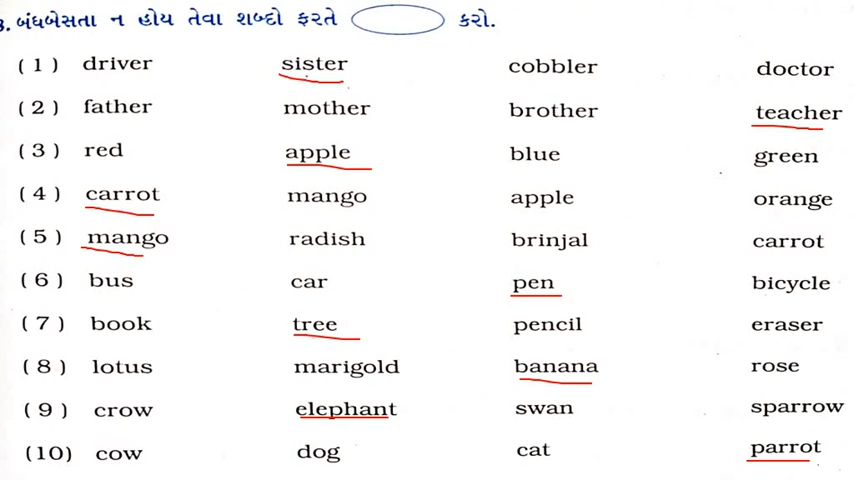 3. બંધબેસતા ન હોય તેવા શબ્દો ફરતે કરો.
(1) driver sister cobbler doctor
(2) father mother brother teacher
(3) red apple blue green
(4) carrot mango apple orange
(5) mango radish brinjal carrot
(6) bus car pen bicycle
(7) book tree pencil eraser
(8) lotus marigold banana rose
(9) crow elephant swan sparrow
(10) cow dog cat parrot